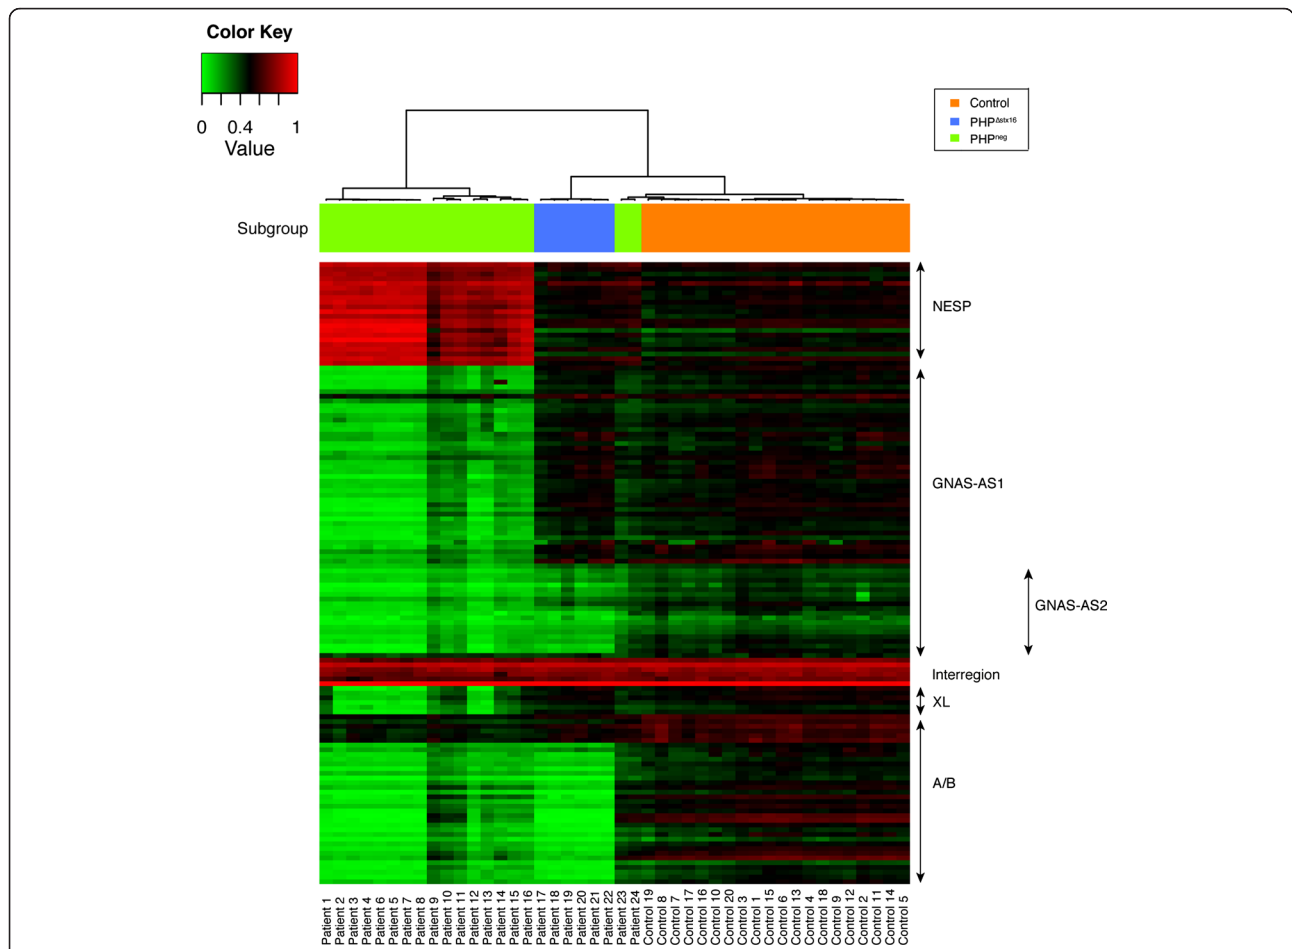 Color Key
0 0.4 1
Value
Control
PHPΔstx16
PHPneg
Subgroup
NESP
GNAS-AS1
GNAS-AS2
Interregion
XL
A/B
Patient 1
Patient 2
Patient 3
Patient 4
Patient 6
Patient 5
Patient 7
Patient 8
Patient 9
Patient 10
Patient 11
Patient 12
Patient 13
Patient 14
Patient 15
Patient 16
Patient 17
Patient 18
Patient 19
Patient 20
Patient 21
Patient 22
Patient 23
Patient 24
Control 19
Control 8
Control 7
Control 17
Control 16
Control 10
Control 20
Control 3
Control 1
Control 15
Control 6
Control 13
Control 4
Control 18
Control 9
Control 12
Control 2
Control 11
Control 14
Control 5